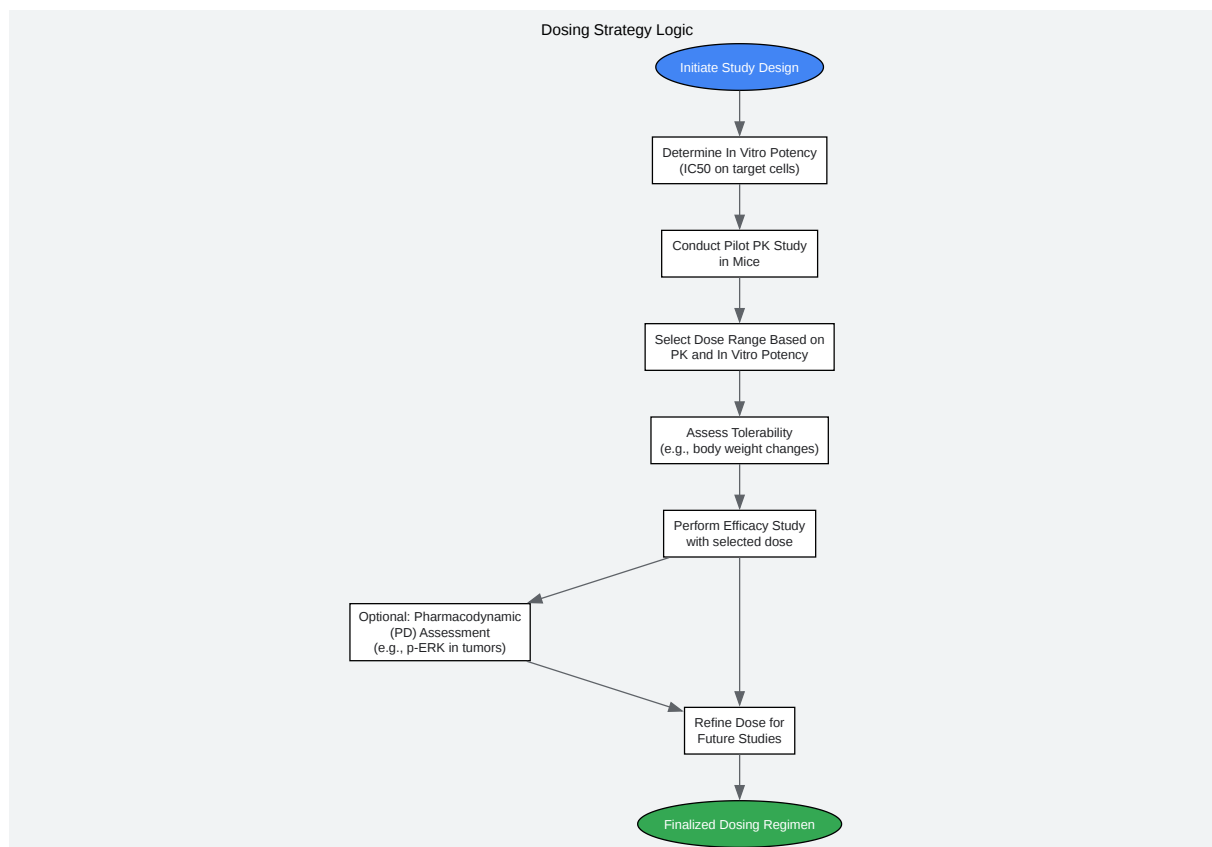 Dosing Strategy Logic
Initiate Study Design
Determine In Vitro Potency
(IC50 on target cells)
Conduct Pilot PK Study
in Mice
Select Dose Range Based on
PK and In Vitro Potency
Assess Tolerability
(e.g., body weight changes)
Perform Efficacy Study
with selected dose
Optional: Pharmacodynamic
(PD) Assessment
(e.g., p-ERK in tumors)
Refine Dose for
Future Studies
Finalized Dosing Regimen